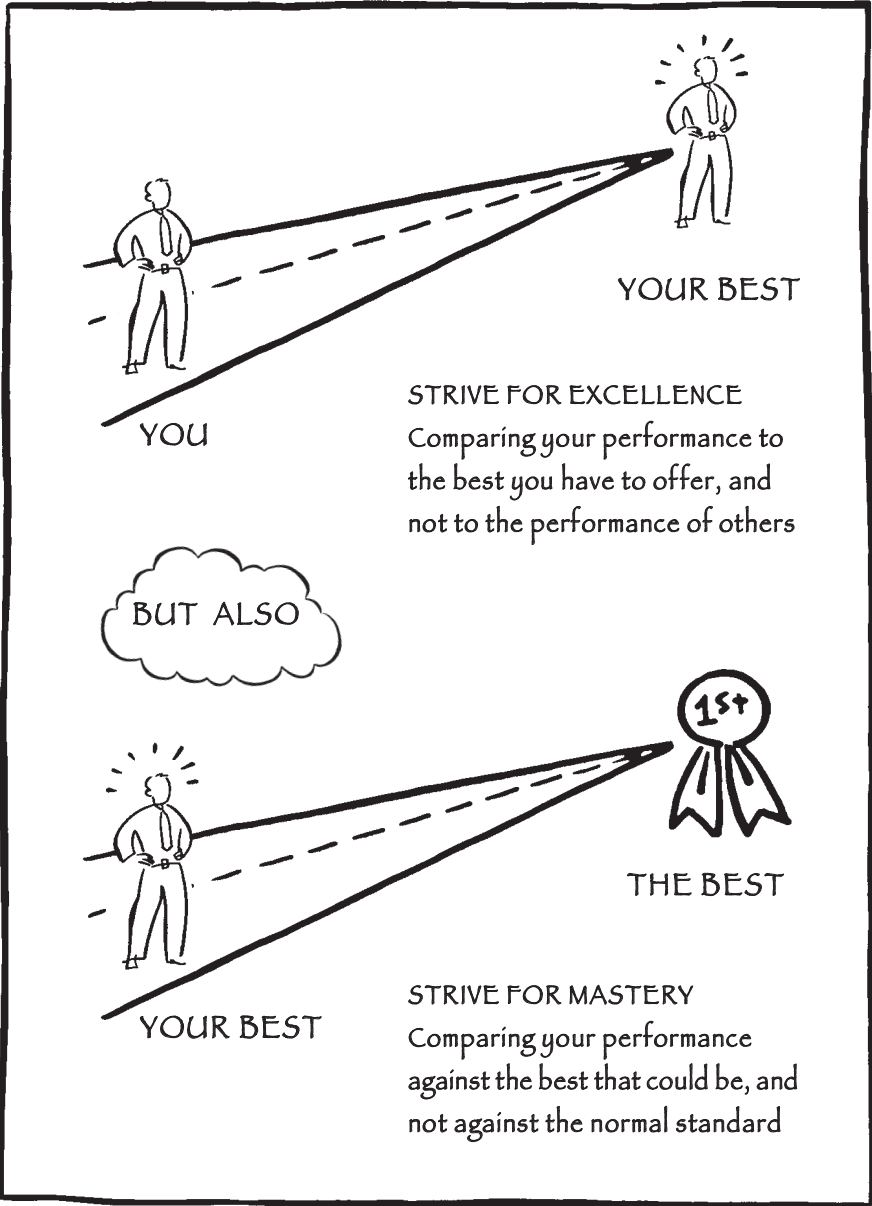 YOUR BEST
YOU
STRIVE FOR EXCELLENCE
Comparing your performance to
the best you have to offer, and
not to the performance of others
BUT ALSO
1st
THE BEST
YOUR BEST
STRIVE FOR MASTERY
Comparing your performance
against the best that could be, and
not against the normal standard